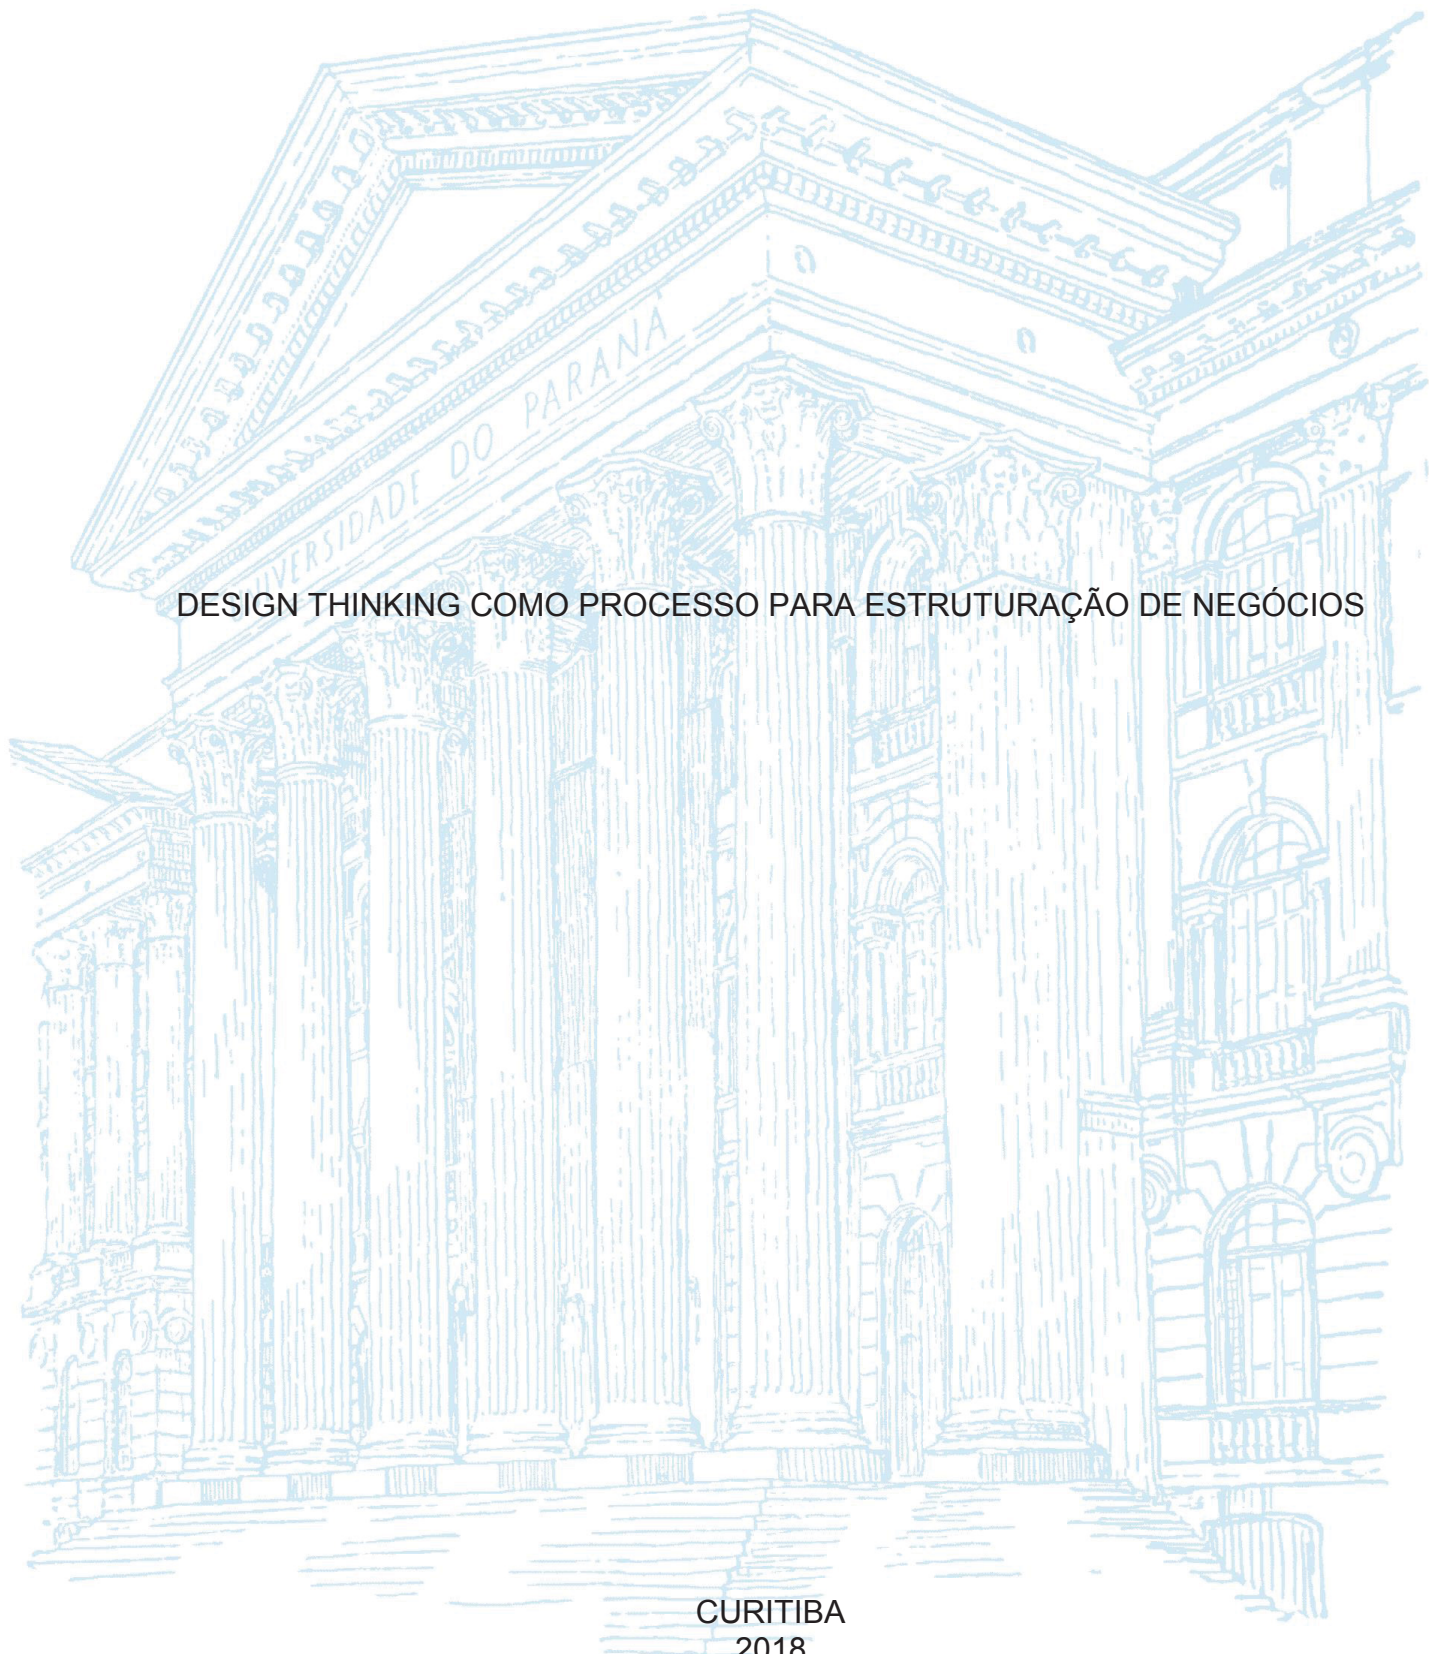 UNIVERSIDADE DO PARANÁ
DESIGN THINKING COMO PROCESSO PARA ESTRUTURAÇÃO DE NEGÓCIOS
CURITIBA
2018